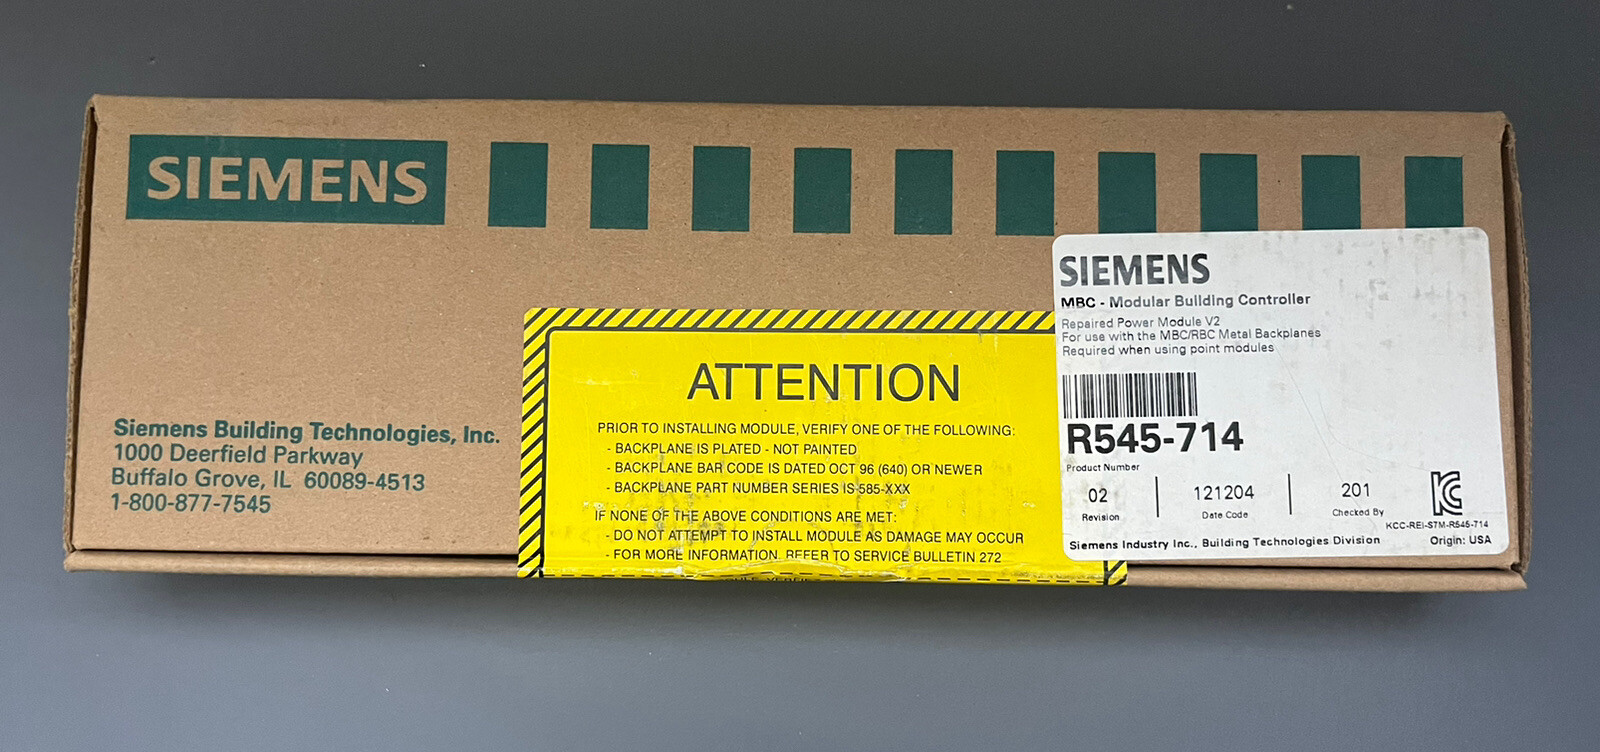 SIEMENS
Siemens Building Technologies, Inc.
1000 Deerfield Parkway
Buffalo Grove, IL 60089-4513
1-800-877-7545
ATTENTION
PRIOR TO INSTALLING MODULE, VERIFY ONE OF THE FOLLOWING:
- BACKPLANE IS PLATED - NOT PAINTED
- BACKPLANE BAR CODE IS DATED OCT 96 (640) OR NEWER
- BACKPLANE PART NUMBER SERIES IS 585-XXX
IF NONE OF THE ABOVE CONDITIONS ARE MET:
- DO NOT ATTEMPT TO INSTALL MODULE AS DAMAGE MAY OCCUR
- FOR MORE INFORMATION, REFER TO SERVICE BULLETIN 272
SIEMENS
MBC - Modular Building Controller
Repaired Power Module V2
For use with the MBC/RBC Metal Backplanes
Required when using point modules
R545-714
Product Number
02 121204 201
Revision Date Code Checked By
KCC-REI-S7M-R545-714
Siemens Industry Inc., Building Technologies Division Origin: USA